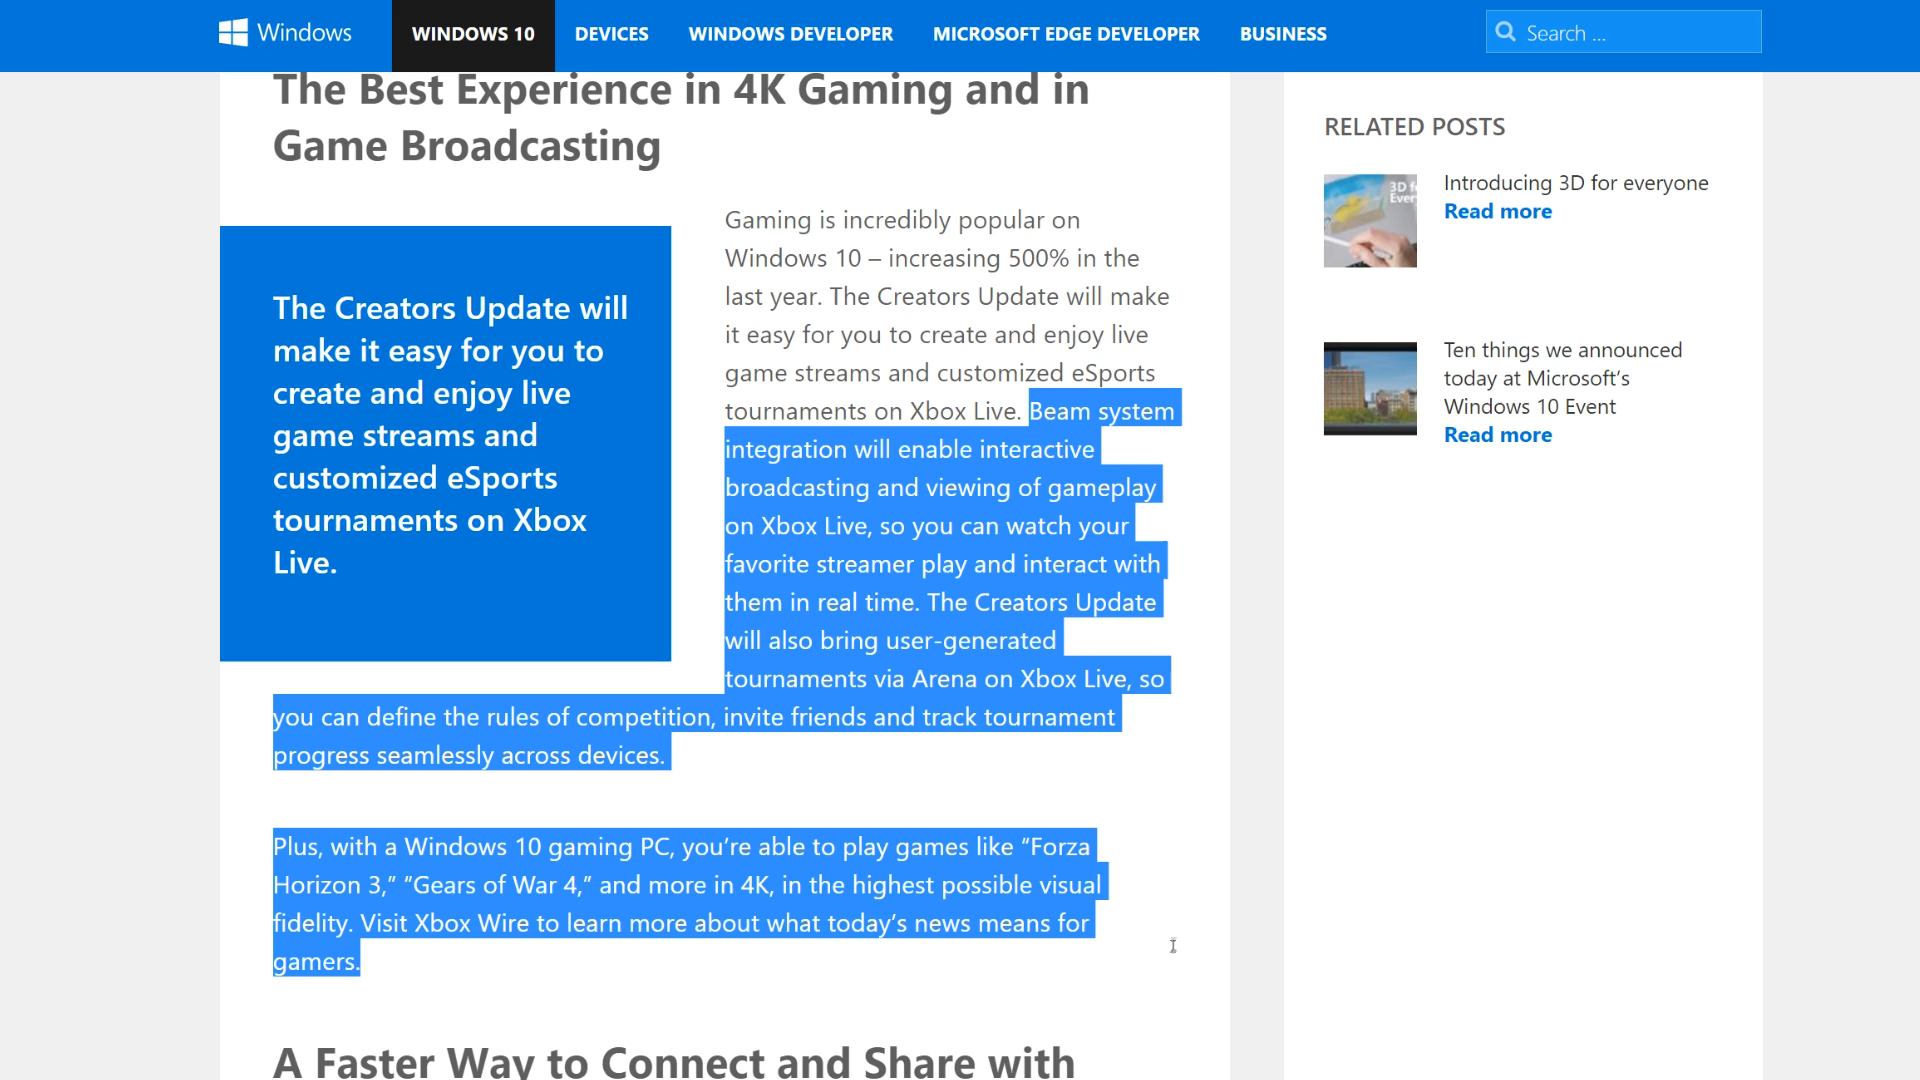 Windows
WINDOWS 10
DEVICES
WINDOWS DEVELOPER
MICROSOFT EDGE DEVELOPER
BUSINESS
Search ...
The Best Experience in 4K Gaming and in
Game Broadcasting
The Creators Update will
make it easy for you to
create and enjoy live
game streams and
customized eSports
tournaments on Xbox
Live.
Gaming is incredibly popular on
Windows 10 – increasing 500% in the
last year. The Creators Update will make
it easy for you to create and enjoy live
game streams and customized eSports
tournaments on Xbox Live. Beam system
integration will enable interactive
broadcasting and viewing of gameplay
on Xbox Live, so you can watch your
favorite streamer play and interact with
them in real time. The Creators Update
will also bring user-generated
tournaments via Arena on Xbox Live, so
you can define the rules of competition, invite friends and track tournament
progress seamlessly across devices.
Plus, with a Windows 10 gaming PC, you’re able to play games like “Forza
Horizon 3,” “Gears of War 4,” and more in 4K, in the highest possible visual
fidelity. Visit Xbox Wire to learn more about what today’s news means for
gamers.
A Faster Way to Connect and Share with
RELATED POSTS
Introducing 3D for everyone
Read more
Ten things we announced
today at Microsoft’s
Windows 10 Event
Read more